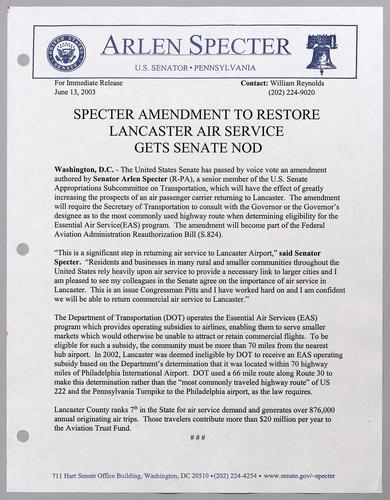 ARLEN SPECTER
U.S. SENATOR • PENNSYLVANIA
For Immediate Release Contact: William Reynolds
June 13, 2003 (202) 224-9020
SPECTER AMENDMENT TO RESTORE
LANCASTER AIR SERVICE
GETS SENATE NOD
Washington, D.C. - The United States Senate has passed by voice vote an amendment
authored by Senator Arlen Specter (R-PA), a senior member of the U.S. Senate
Appropriations Subcommittee on Transportation, which will have the effect of greatly
increasing the prospects of an air passenger carrier returning to Lancaster. The amendment
will require the Secretary of Transportation to consult with the Governor or the Governor's
designee as to the most commonly used highway route when determining eligibility for the
Essential Air Service(EAS) program. The amendment will become part of the Federal
Aviation Administration Reauthorization Bill (S.824).
"This is a significant step in returning air service to Lancaster Airport," said Senator
Specter. "Residents and businesses in many rural and smaller communities throughout the
United States rely heavily upon air service to provide a necessary link to larger cities and I
am pleased to see my colleagues in the Senate agree on the importance of air service in
Lancaster. This is an issue Congressman Pitts and I have worked hard on and I am confident
we will be able to return commercial air service to Lancaster."
The Department of Transportation (DOT) operates the Essential Air Services (EAS)
program which provides operating subsidies to airlines, enabling them to serve smaller
markets which would otherwise be unable to attract or retain commercial flights. To be
eligible for such a subsidy, the community must be more than 70 miles from the nearest
hub airport. In 2002, Lancaster was deemed ineligible by DOT to receive an EAS operating
subsidy based on the Department's determination that it was located within 70 highway
miles of Philadelphia International Airport. DOT used a 66 mile route along Route 30 to
make this determination rather than the "most commonly traveled highway route" of US
222 and the Pennsylvania Turnpike to the Philadelphia airport, as the law requires.
Lancaster County ranks 7th in the State for air service demand and generates over 876,000
annual originating air trips. Those travelers contribute more than $20 million per year to
the Aviation Trust Fund.
# # #
711 Hart Senate Office Building, Washington, DC 20510 • (202) 224-4254 • www.senate.gov/~specter